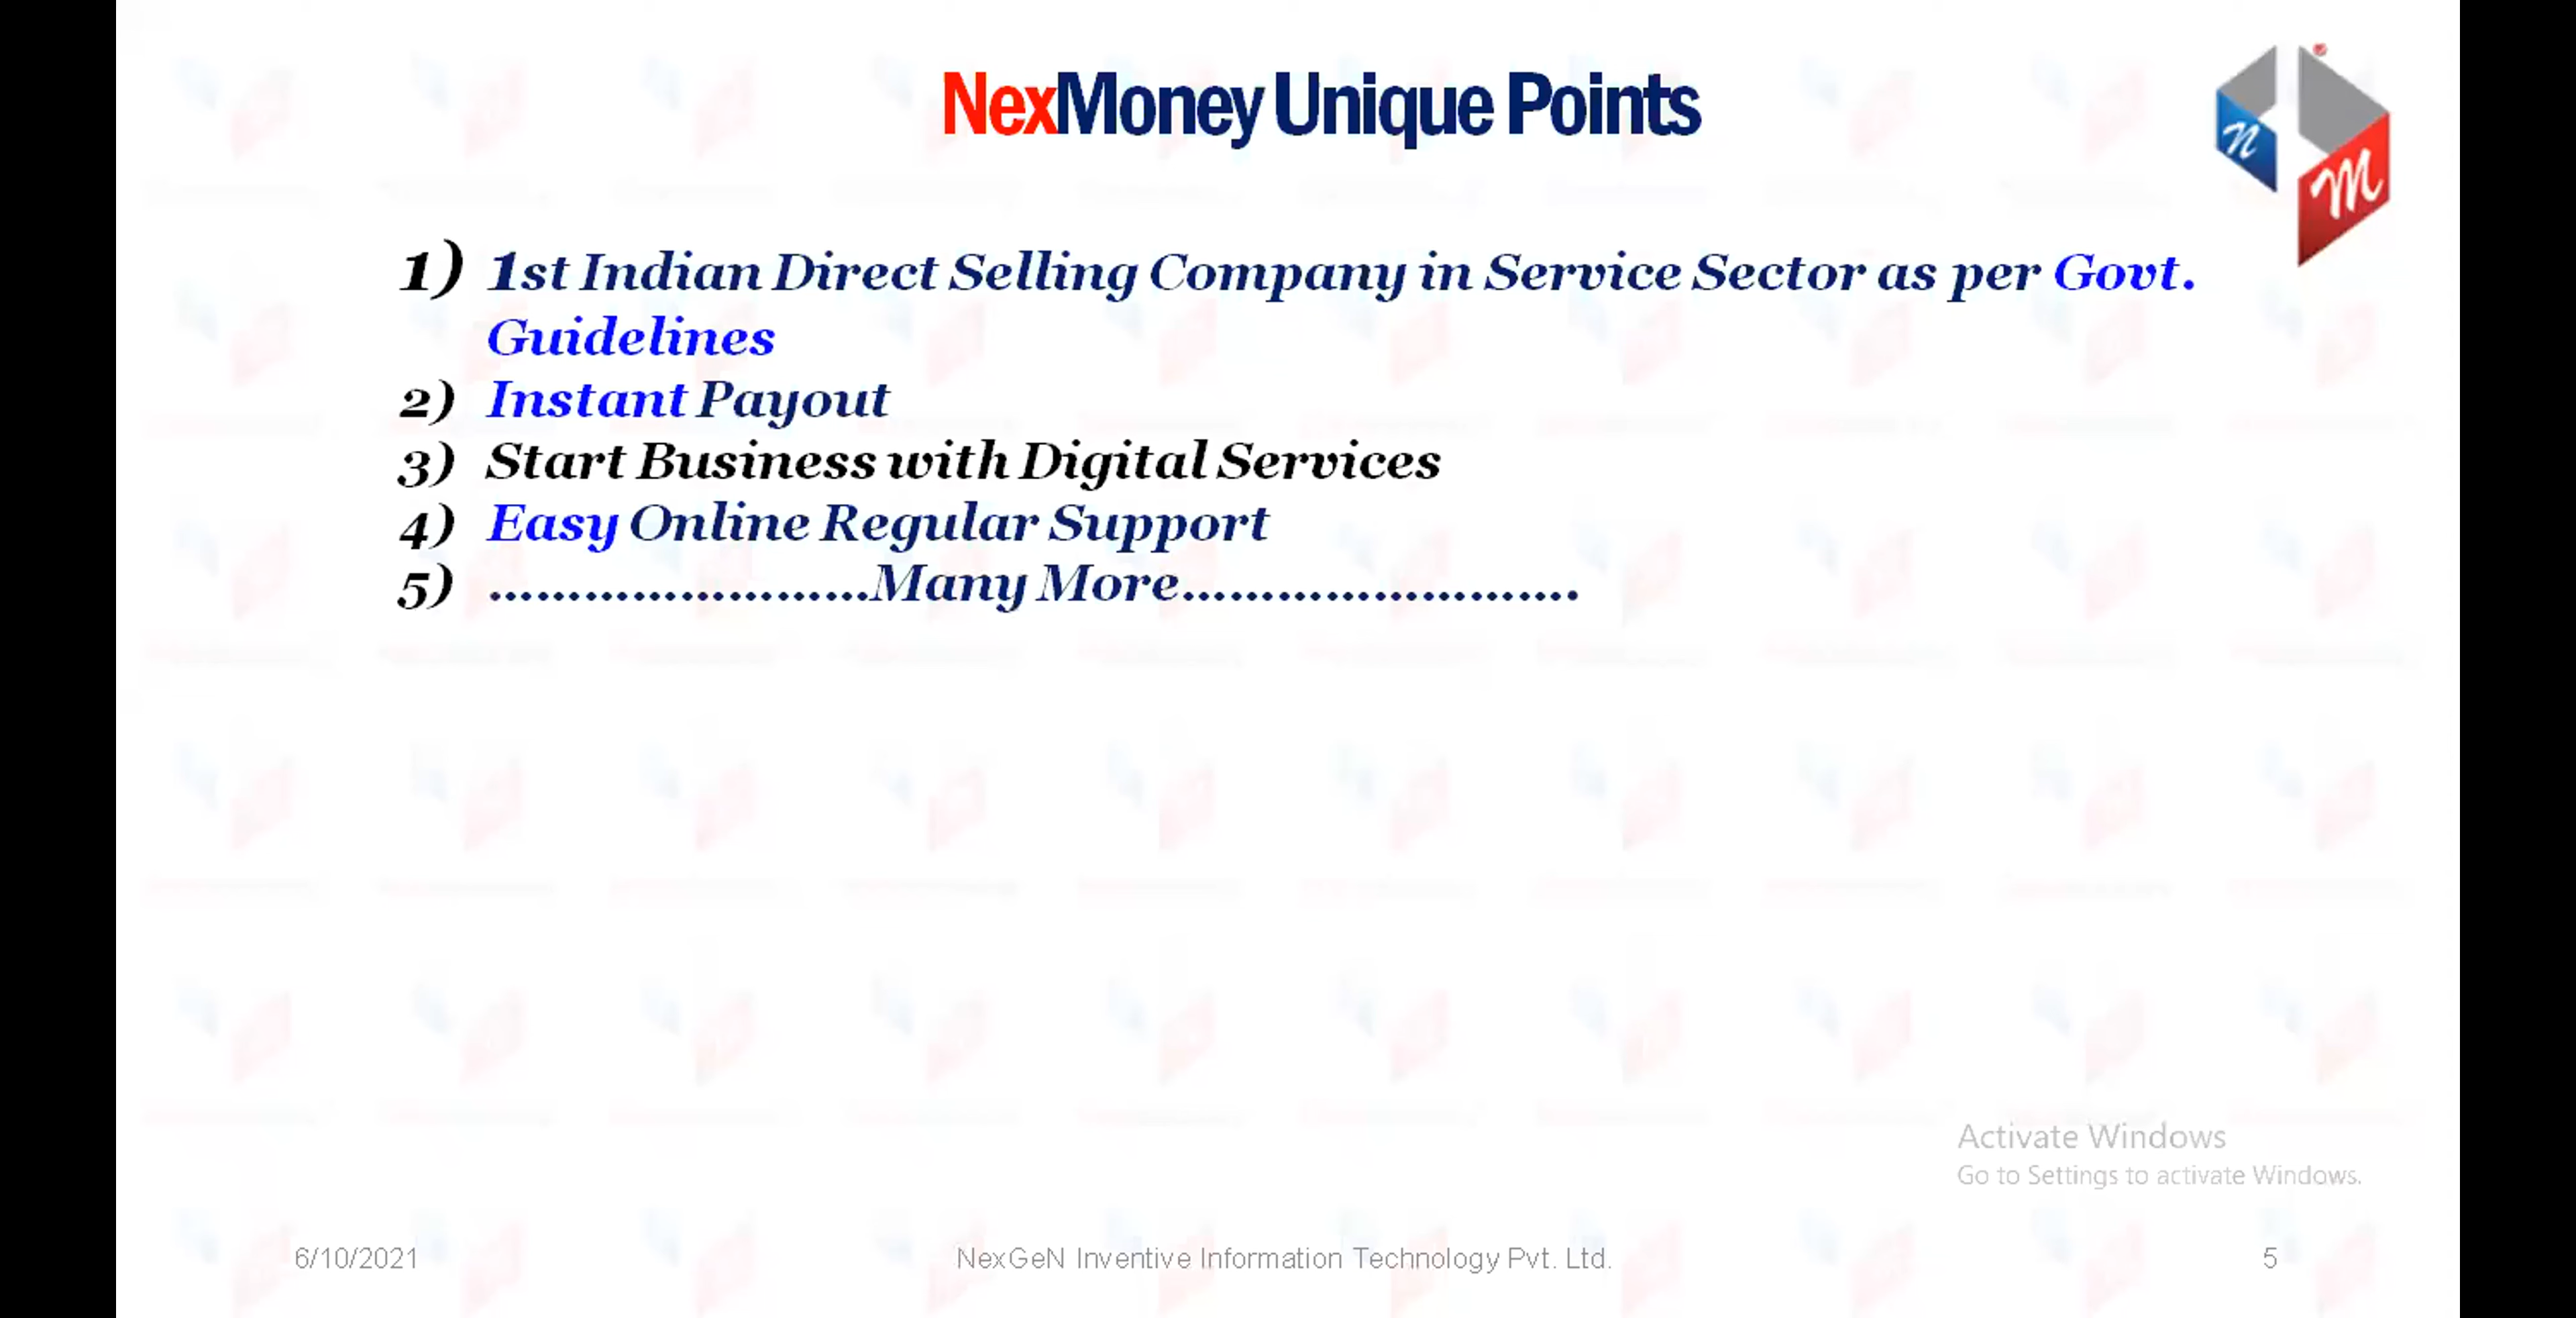 NexMoney Unique Points
n
m
1) 1st Indian Direct Selling Company in Service Sector as per Govt.
Guidelines
2) Instant Payout
3) Start Business with Digital Services
4) Easy Online Regular Support
5) ........................Many More.........................
Activate Windows
Go to Settings to activate Windows.
6/10/2021
NexGeN Inventive Information Technology Pvt. Ltd.
5